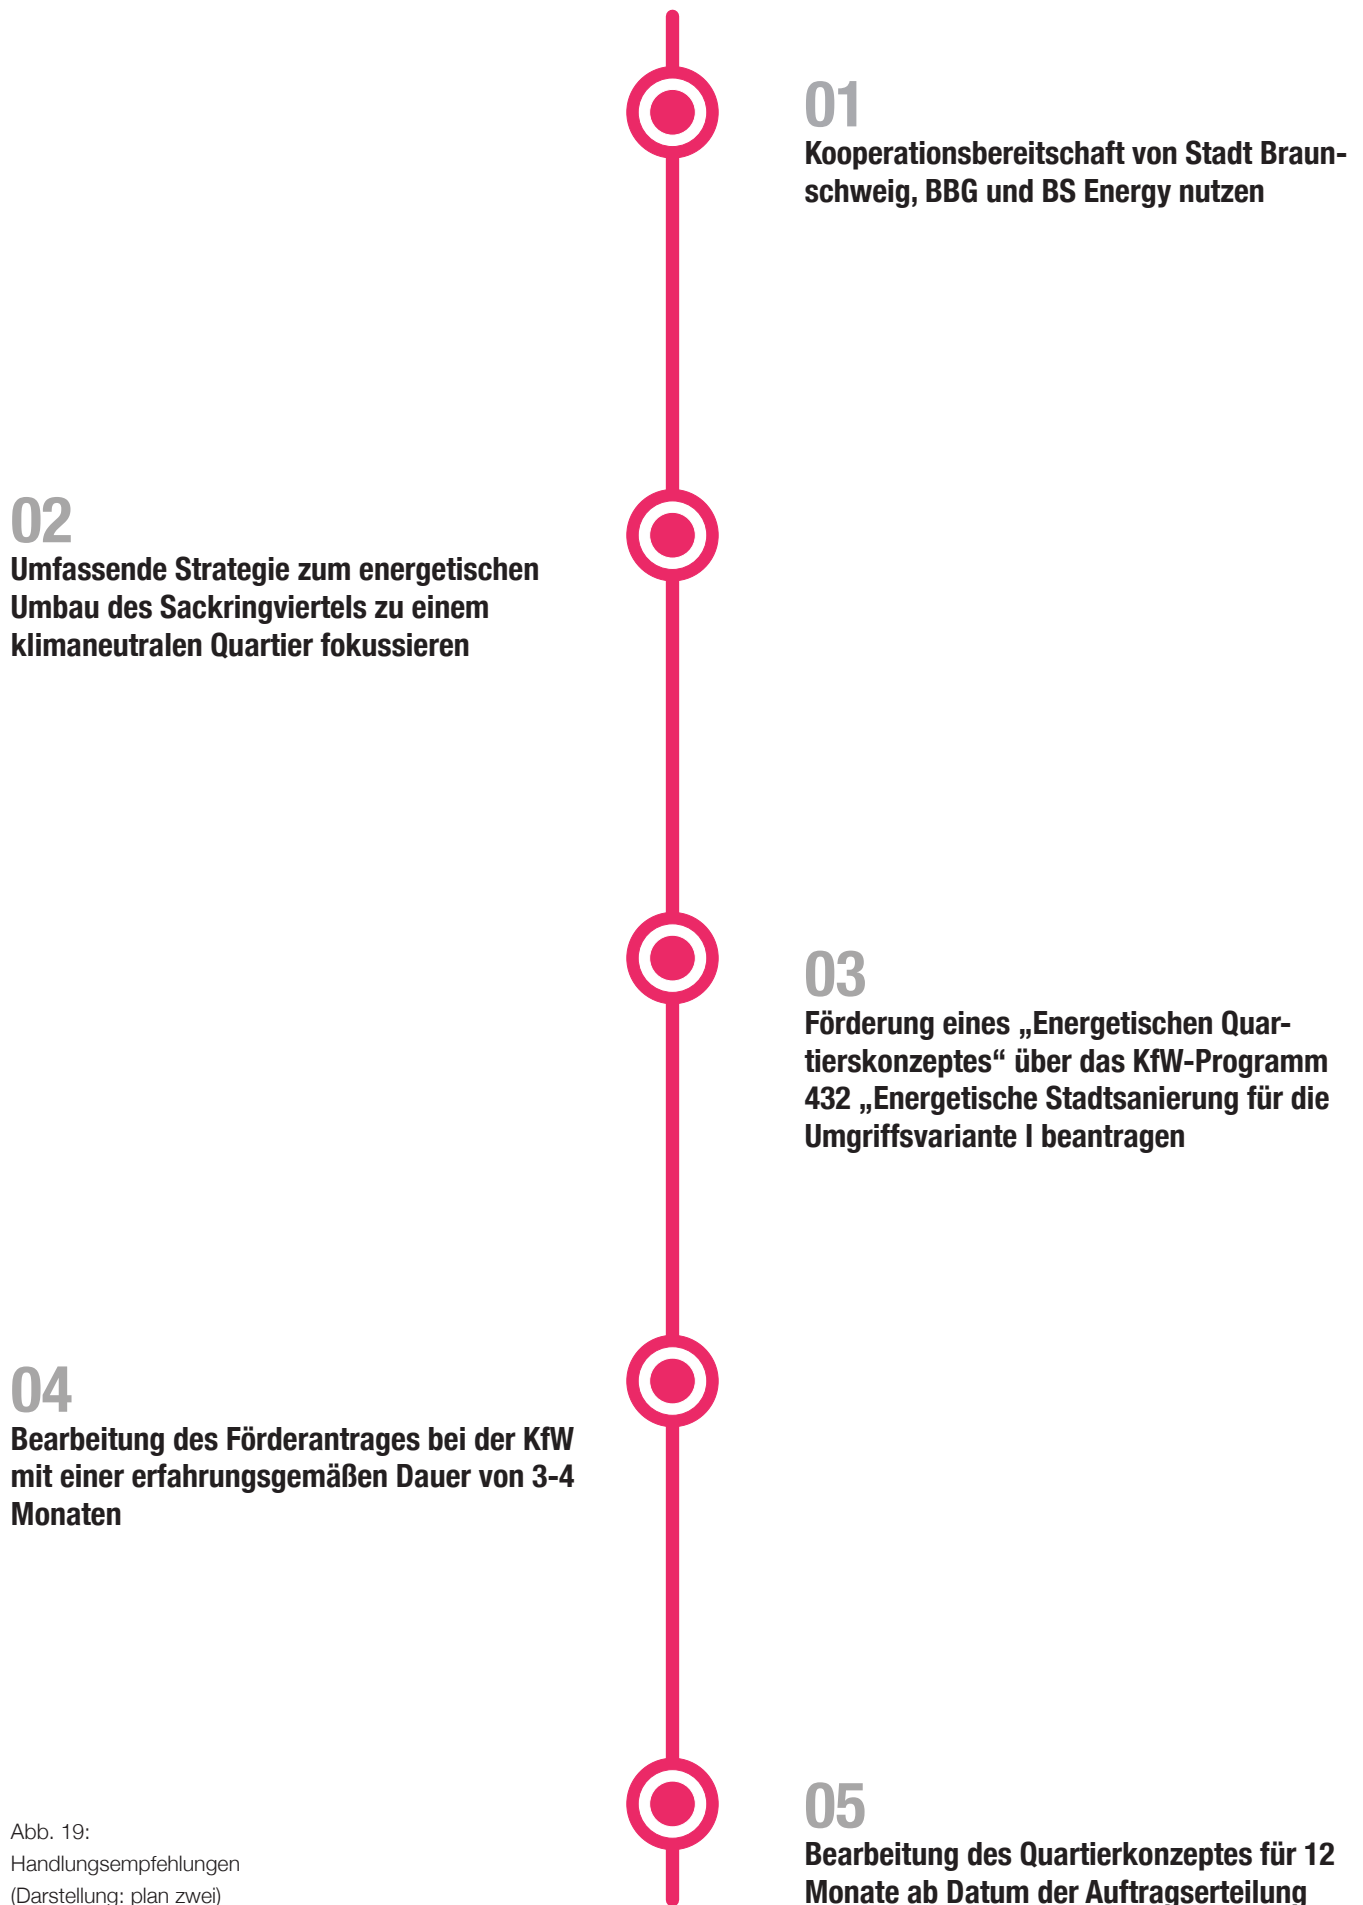 01
Kooperationsbereitschaft von Stadt Braun-
schweig, BBG und BS Energy nutzen
02
Umfassende Strategie zum energetischen
Umbau des Sackringviertels zu einem
klimaneutralen Quartier fokussieren
03
Förderung eines „Energetischen Quar-
tierskonzeptes“ über das KfW-Programm
432 „Energetische Stadtsanierung für die
Umgriffsvariante I beantragen
04
Bearbeitung des Förderantrages bei der KfW
mit einer erfahrungsgemäßen Dauer von 3-4
Monaten
05
Bearbeitung des Quartierkonzeptes für 12
Monate ab Datum der Auftragserteilung
Abb. 19:
Handlungsempfehlungen
(Darstellung: plan zwei)